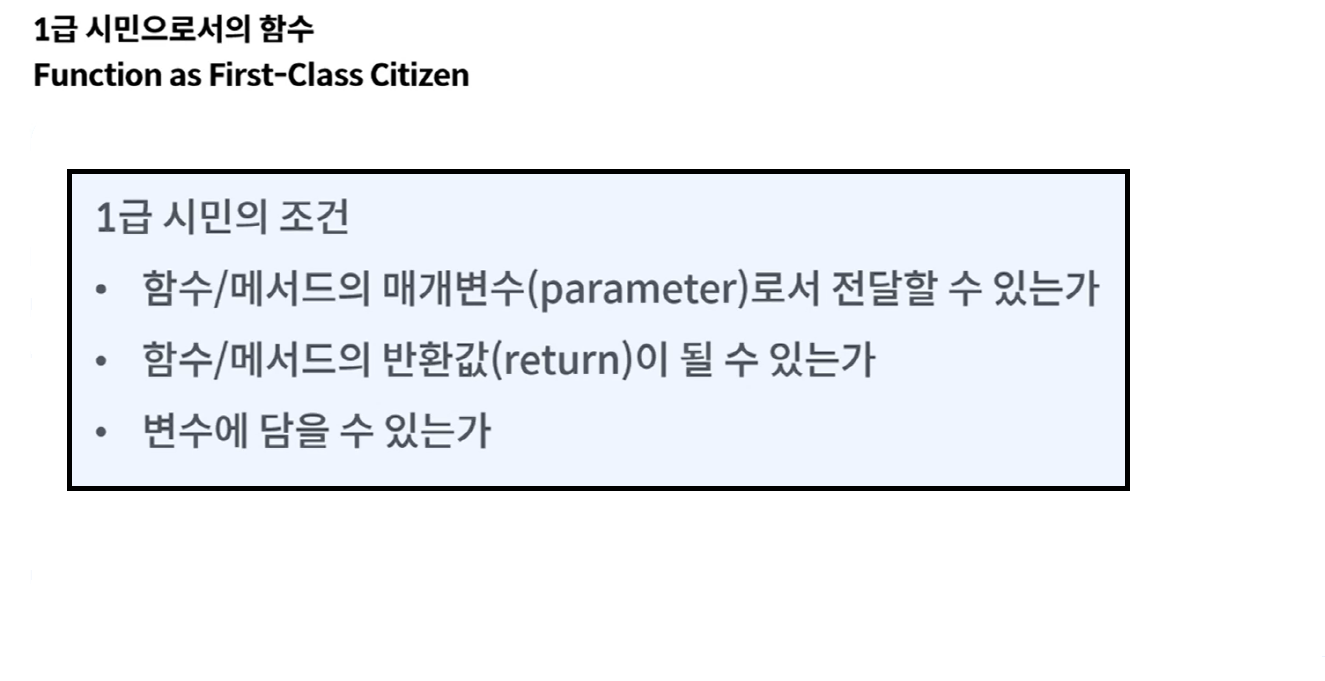 1급 시민으로서의 함수
Function as First-Class Citizen
1급 시민의 조건
• 함수/메서드의 매개변수(parameter)로서 전달할 수 있는가
• 함수/메서드의 반환값(return)이 될 수 있는가
• 변수에 담을 수 있는가